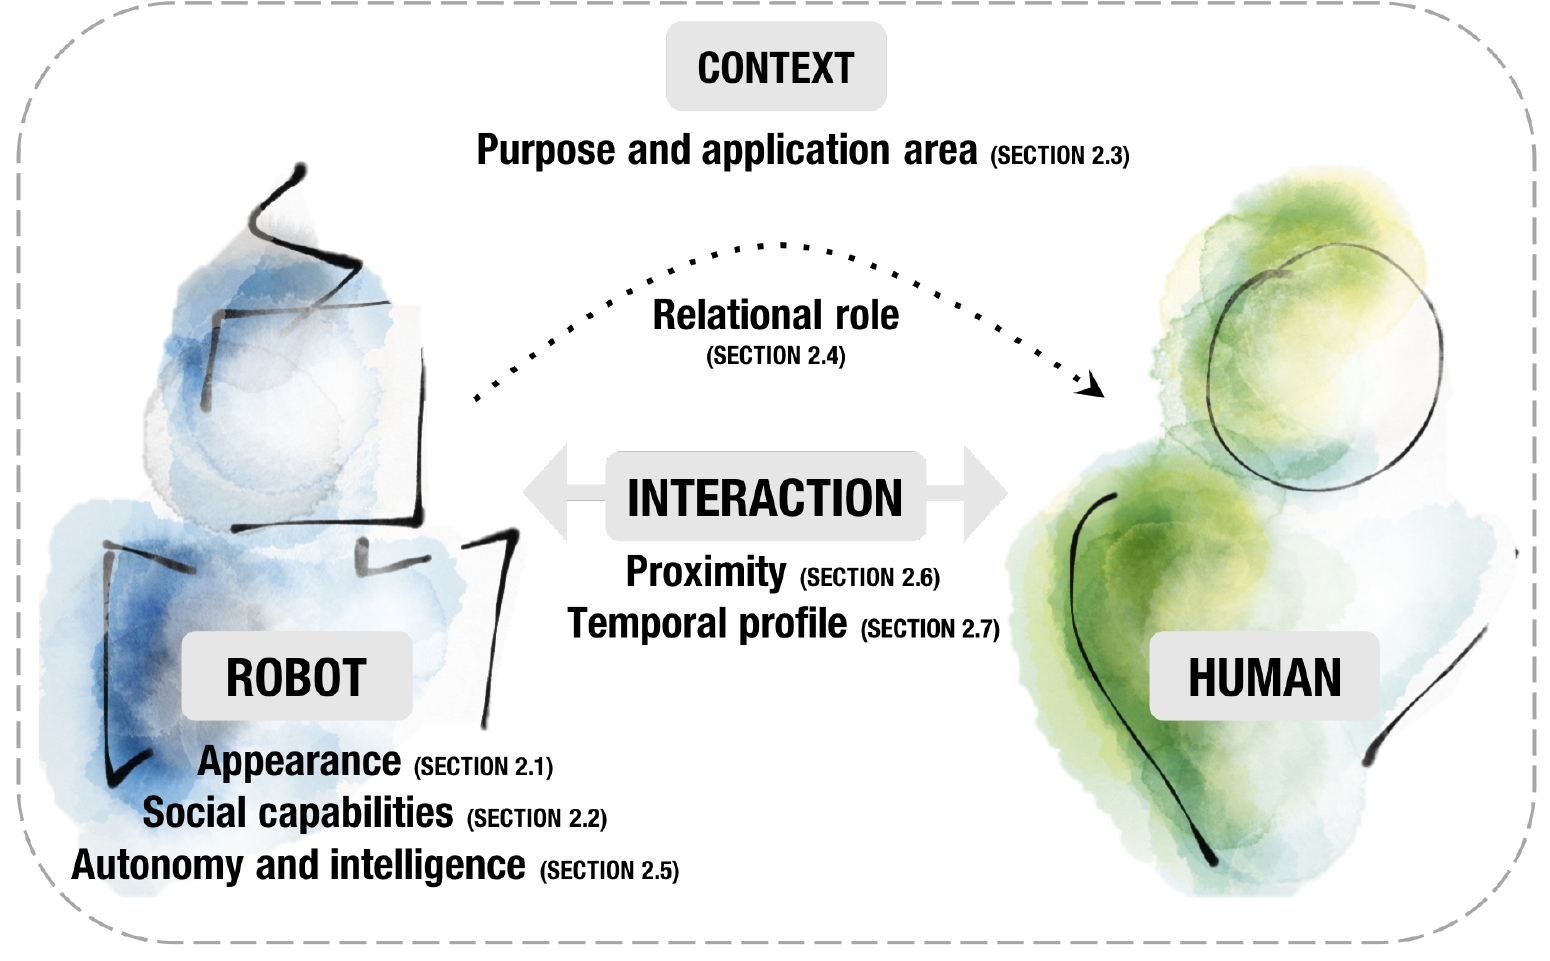 CONTEXT
Purpose and application area (SECTION 2.3)
Relational role
(SECTION 2.4)
INTERACTION
Proximity (SECTION 2.6)
Temporal profile (SECTION 2.7)
ROBOT
Appearance (SECTION 2.1)
Social capabilities (SECTION 2.2)
Autonomy and intelligence (SECTION 2.5)
HUMAN